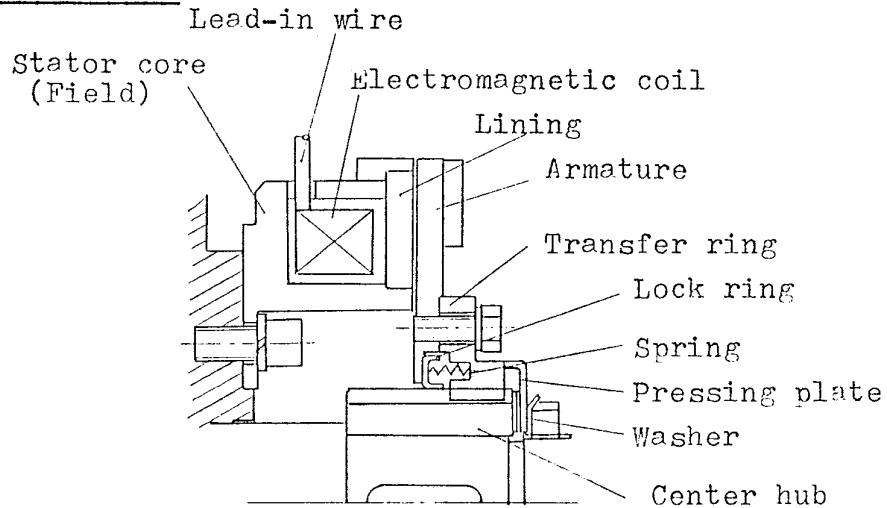 Lead-in wire
Stator core
(Field)
Electromagnetic coil
Lining
Armature
Transfer ring
Lock ring
Spring
Pressing plate
Washer
Center hub